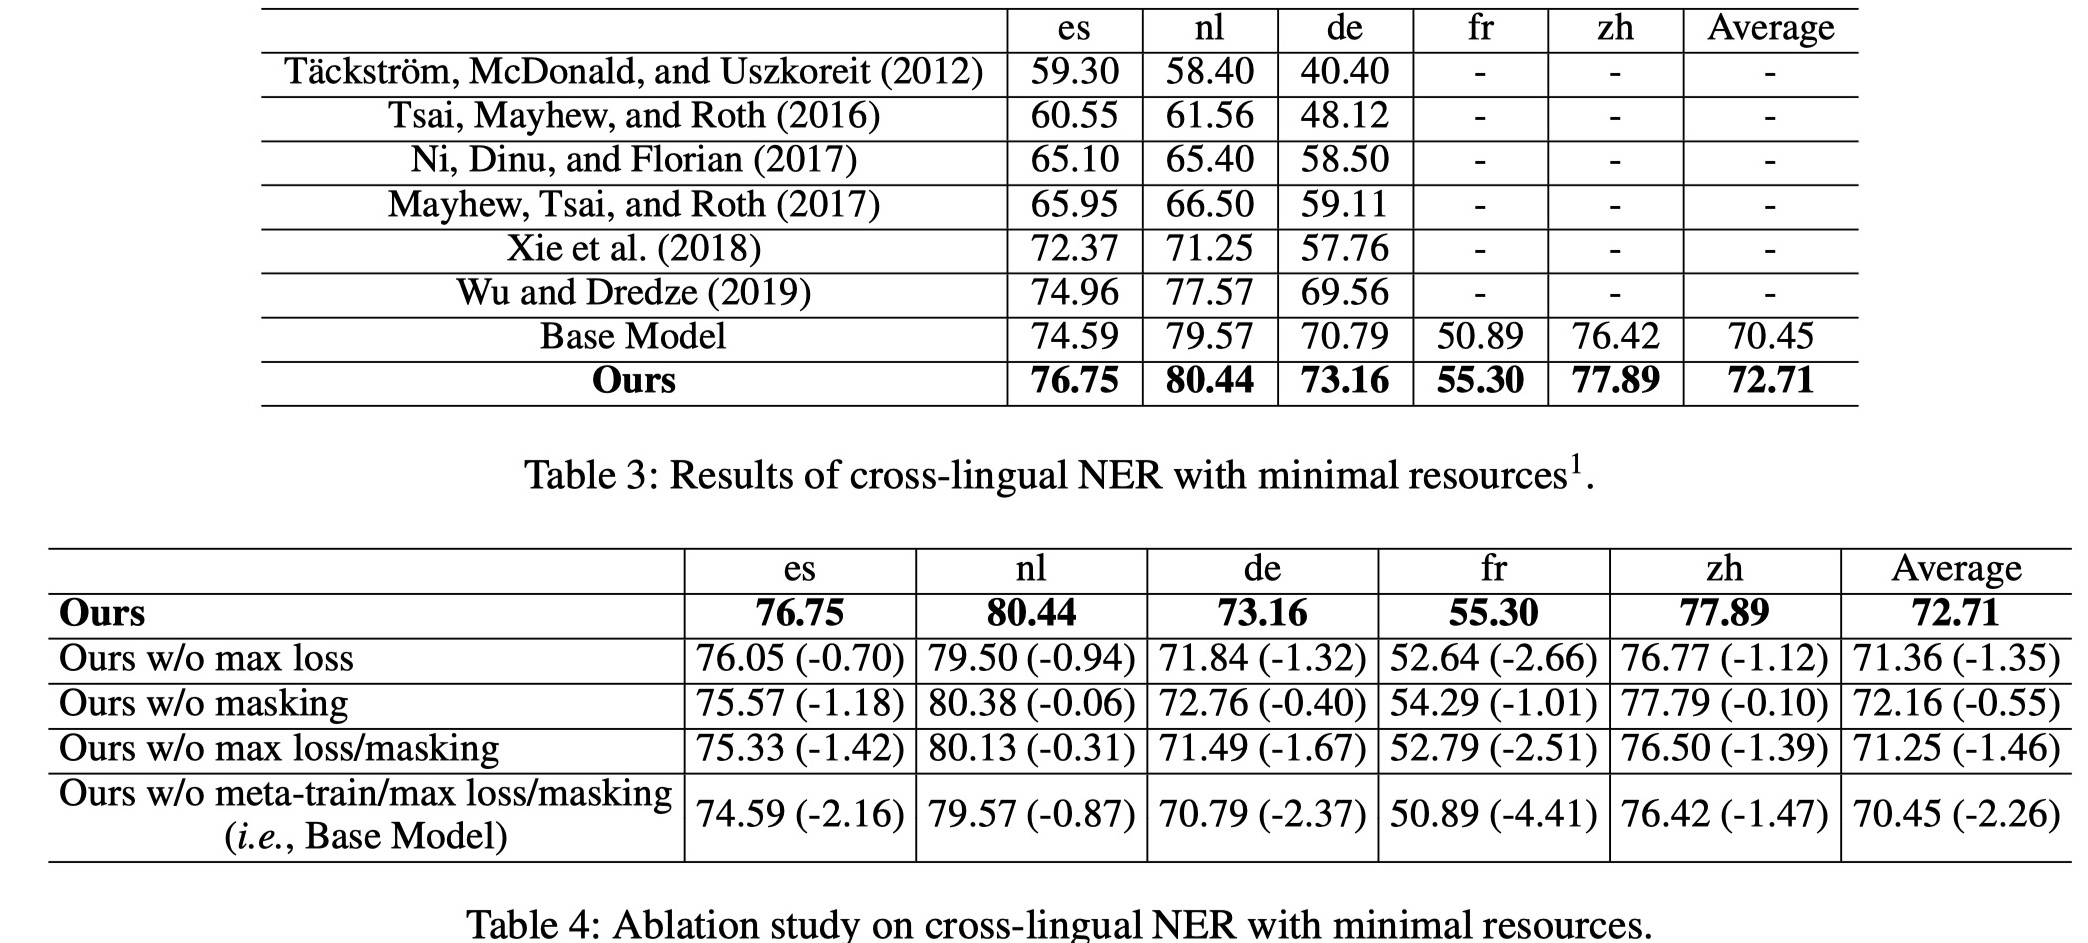 es nl de fr zh Average
Täckström, McDonald, and Uszkoreit (2012) 59.30 58.40 40.40 - - -
Tsai, Mayhew, and Roth (2016) 60.55 61.56 48.12 - - -
Ni, Dinu, and Florian (2017) 65.10 65.40 58.50 - - -
Mayhew, Tsai, and Roth (2017) 65.95 66.50 59.11 - - -
Xie et al. (2018) 72.37 71.25 57.76 - - -
Wu and Dredze (2019) 74.96 77.57 69.56 - - -
Base Model 74.59 79.57 70.79 50.89 76.42 70.45
Ours 76.75 80.44 73.16 55.30 77.89 72.71
Table 3: Results of cross-lingual NER with minimal resources¹.
es nl de fr zh Average
Ours 76.75 80.44 73.16 55.30 77.89 72.71
Ours w/o max loss 76.05 (-0.70) 79.50 (-0.94) 71.84 (-1.32) 52.64 (-2.66) 76.77 (-1.12) 71.36 (-1.35)
Ours w/o masking 75.57 (-1.18) 80.38 (-0.06) 72.76 (-0.40) 54.29 (-1.01) 77.79 (-0.10) 72.16 (-0.55)
Ours w/o max loss/masking 75.33 (-1.42) 80.13 (-0.31) 71.49 (-1.67) 52.79 (-2.51) 76.50 (-1.39) 71.25 (-1.46)
Ours w/o meta-train/max loss/masking
(i.e., Base Model) 74.59 (-2.16) 79.57 (-0.87) 70.79 (-2.37) 50.89 (-4.41) 76.42 (-1.47) 70.45 (-2.26)
Table 4: Ablation study on cross-lingual NER with minimal resources.